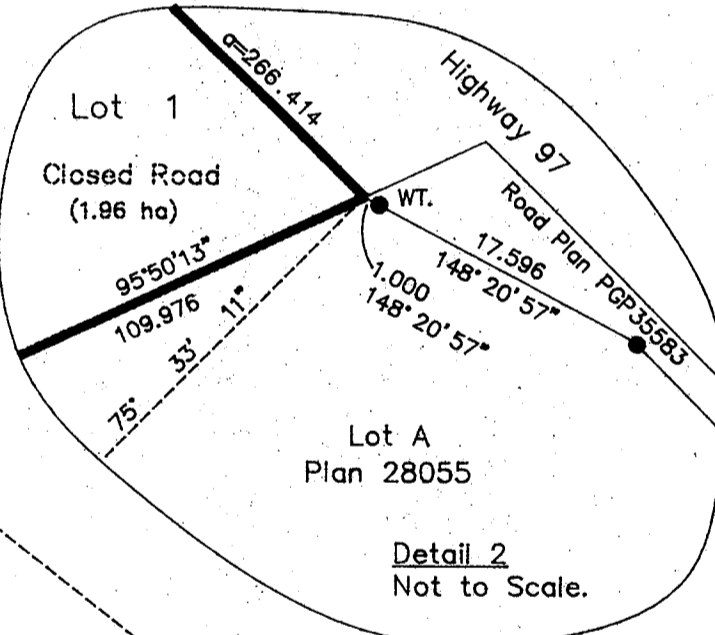 a=266.414
Highway 97
Lot 1
Closed Road
(1.96 ha)
WT.
Road Plan PGP35583
17.596
148° 20' 57"
1.000
148° 20' 57"
95°50'13"
109.976
75° 33' 11"
Lot A
Plan 28055
Detail 2
Not to Scale.